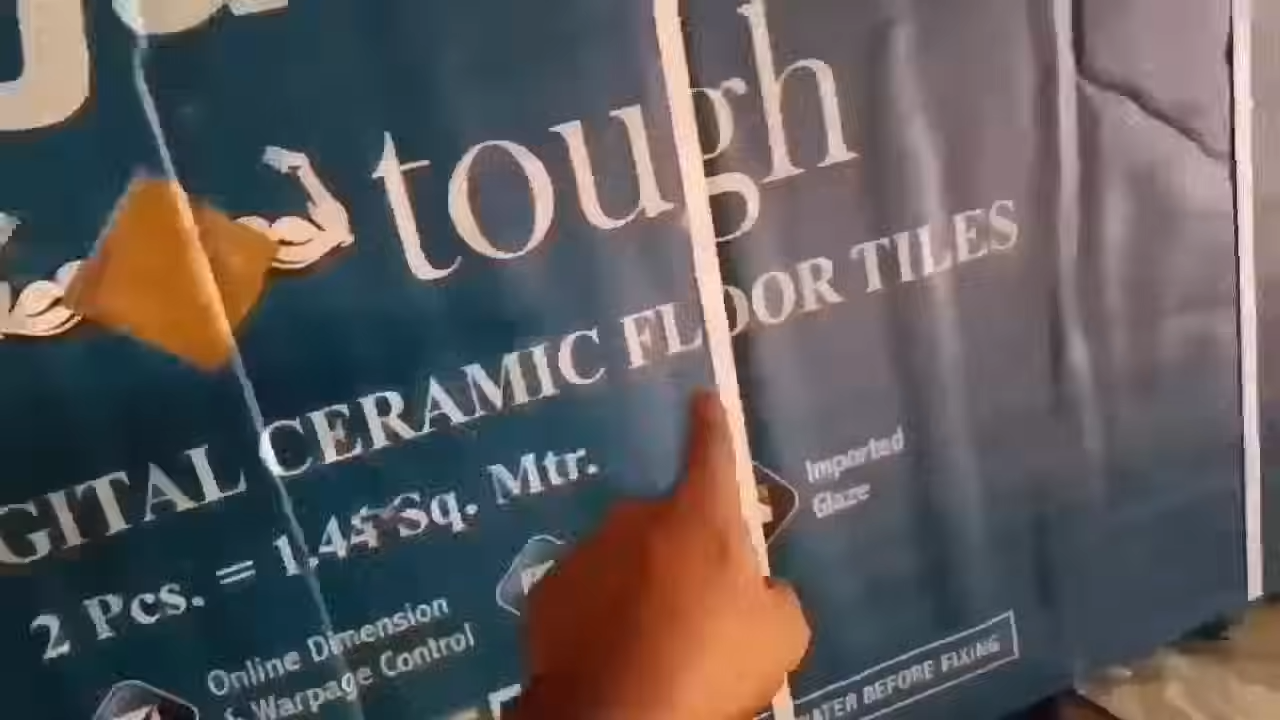 tough
GITAL CERAMIC FLOOR TILES
2 Pcs. = 1.44 Sq. Mtr.
Imported
Glaze
Online Dimension
& Warpage Control
WATER BEFORE FIXING